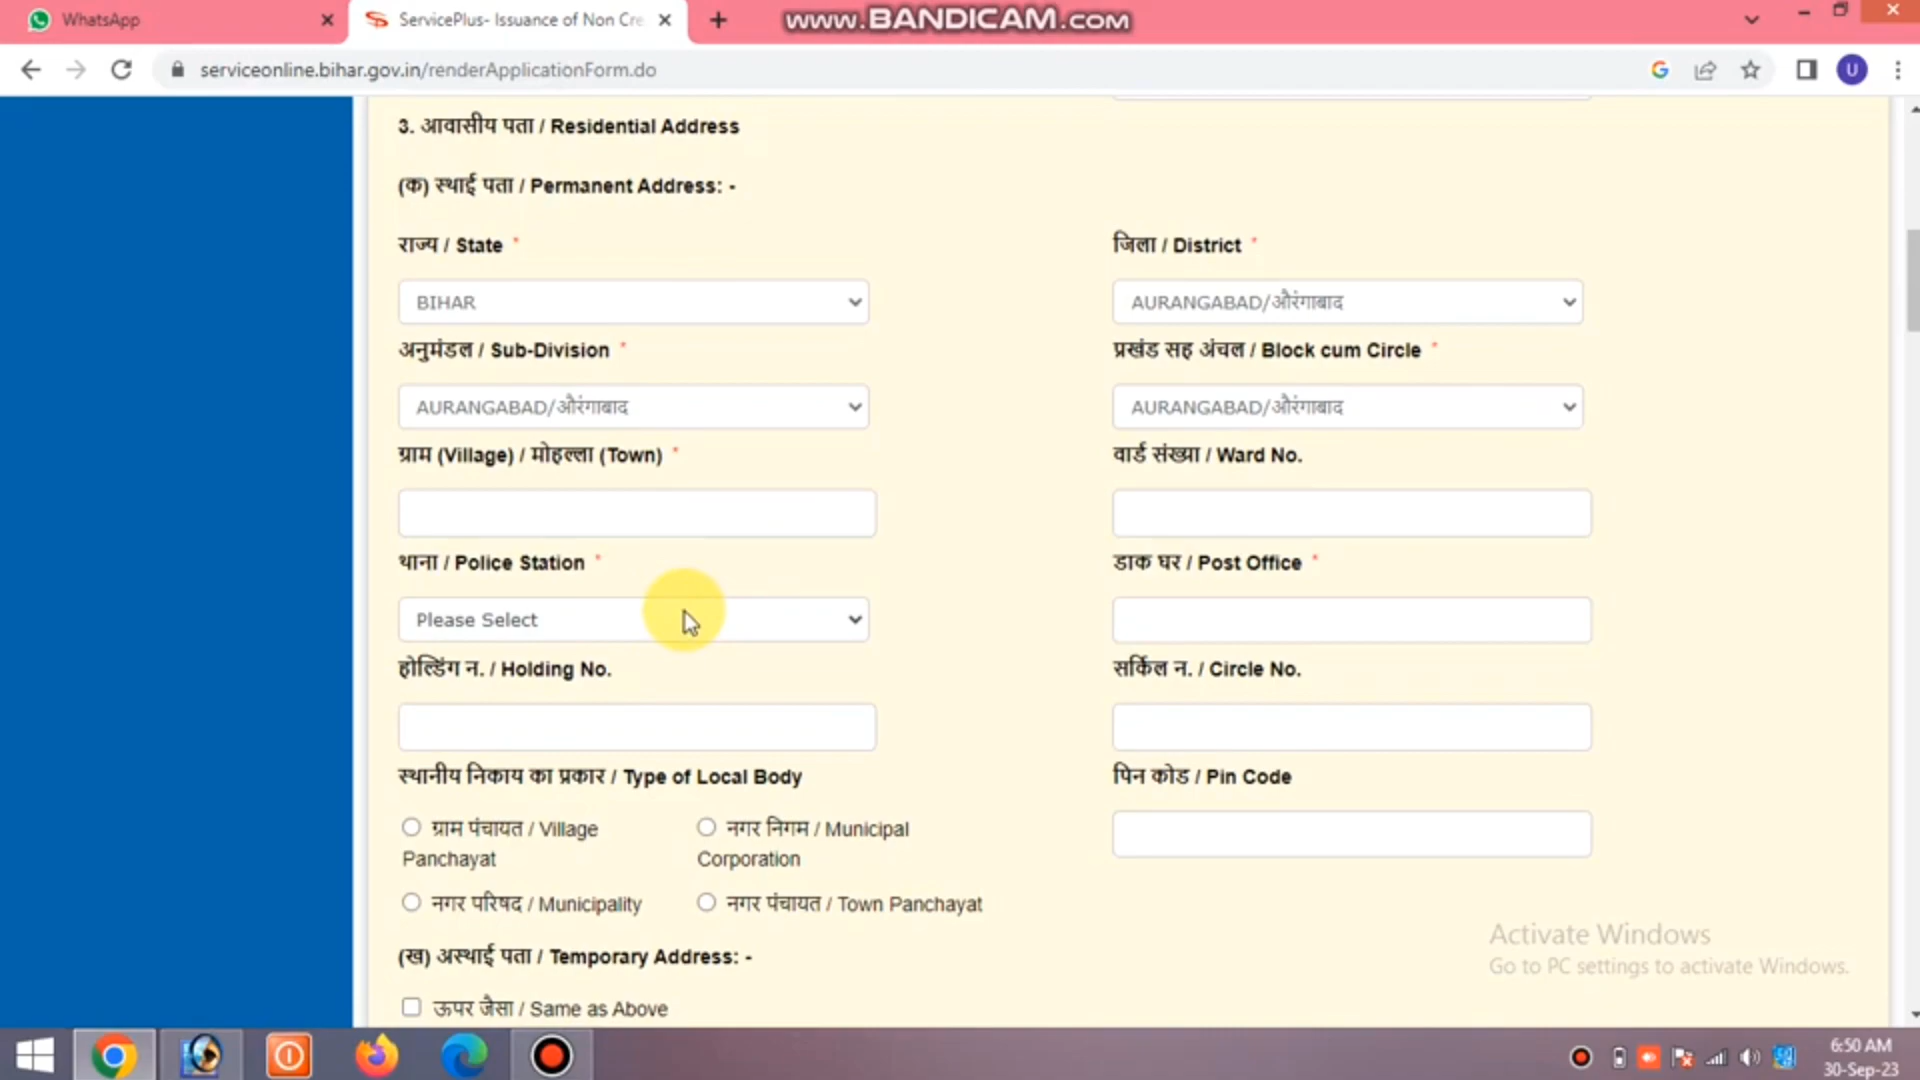 WhatsApp
ServicePlus- Issuance of Non Cre
www.BANDICAM.com
serviceonline.bihar.gov.in/renderApplicationForm.do
U
3. आवासीय पता / Residential Address
(क) स्थाई पता / Permanent Address: -
राज्य / State *
जिला / District *
BIHAR
AURANGABAD/औरंगाबाद
अनुमंडल / Sub-Division *
प्रखंड सह अंचल / Block cum Circle *
AURANGABAD/औरंगाबाद
AURANGABAD/औरंगाबाद
ग्राम (Village) / मोहल्ला (Town) *
वार्ड संख्या / Ward No.
थाना / Police Station *
डाक घर / Post Office *
Please Select
होल्डिंग न. / Holding No.
सर्किल न. / Circle No.
स्थानीय निकाय का प्रकार / Type of Local Body
पिन कोड / Pin Code
ग्राम पंचायत / Village Panchayat
नगर निगम / Municipal Corporation
नगर परिषद / Municipality
नगर पंचायत / Town Panchayat
(ख) अस्थाई पता / Temporary Address: -
ऊपर जैसा / Same as Above
Activate Windows
Go to PC settings to activate Windows.
6:50 AM
30-Sep-23